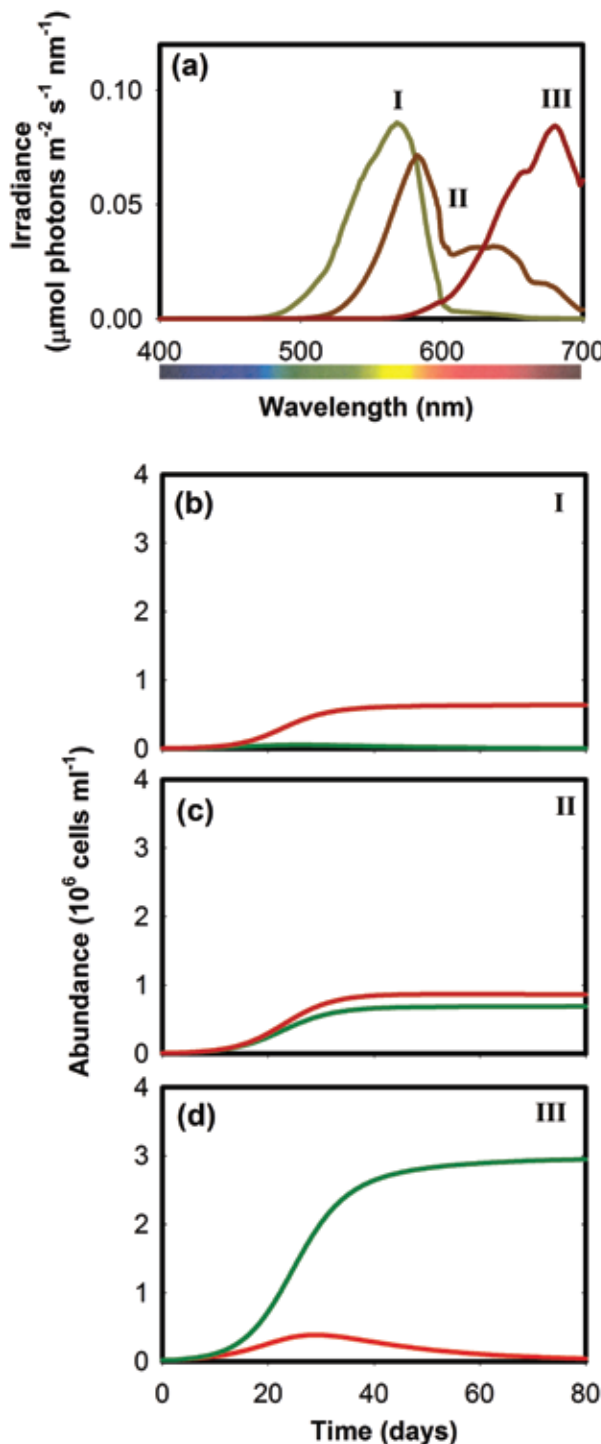 (a)
I
III
II
Irradiance
(µmol photons m⁻² s⁻¹ nm⁻¹)
0.10
0.05
0.00
400
500
600
700
Wavelength (nm)
(b)
I
4
3
2
1
0
(c)
II
4
3
2
1
0
Abundance (10⁶ cells ml⁻¹)
(d)
III
4
3
2
1
0
0
20
40
60
80
Time (days)